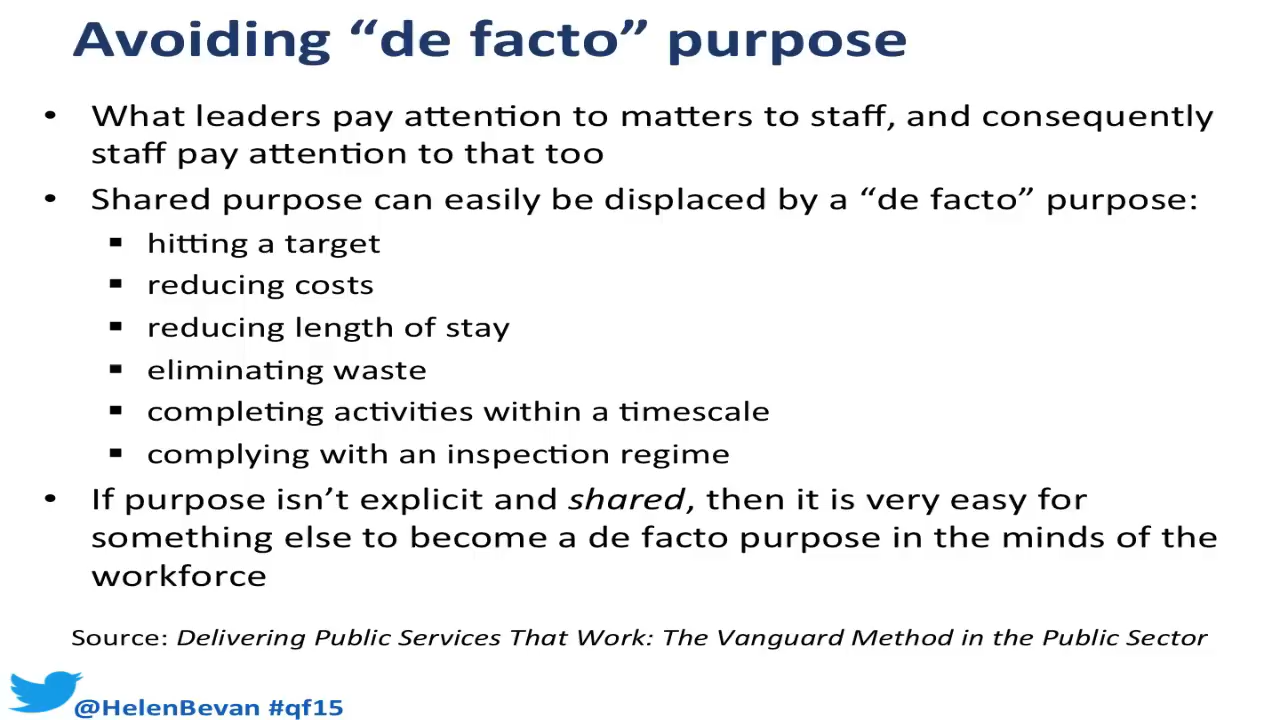 Avoiding “de facto” purpose
• What leaders pay attention to matters to staff, and consequently
staff pay attention to that too
• Shared purpose can easily be displaced by a “de facto” purpose:
▪ hitting a target
▪ reducing costs
▪ reducing length of stay
▪ eliminating waste
▪ completing activities within a timescale
▪ complying with an inspection regime
• If purpose isn’t explicit and shared, then it is very easy for
something else to become a de facto purpose in the minds of the
workforce
Source: Delivering Public Services That Work: The Vanguard Method in the Public Sector
@HelenBevan #qf15